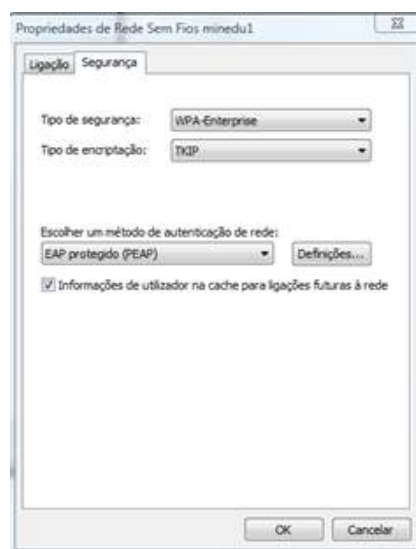 Propriedades de Rede Sem Fios minedu1
Ligação Segurança
Tipo de segurança: WPA-Enterprise
Tipo de encriptação: TKIP
Escolher um método de autenticação de rede:
EAP protegido (PEAP) Definições...
Informações de utilizador na cache para ligações futuras à rede
OK Cancelar